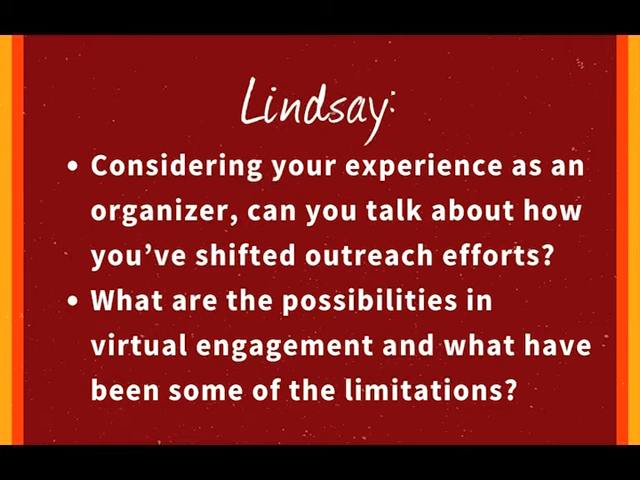 Lindsay:
• Considering your experience as an
organizer, can you talk about how
you’ve shifted outreach efforts?
• What are the possibilities in
virtual engagement and what have
been some of the limitations?